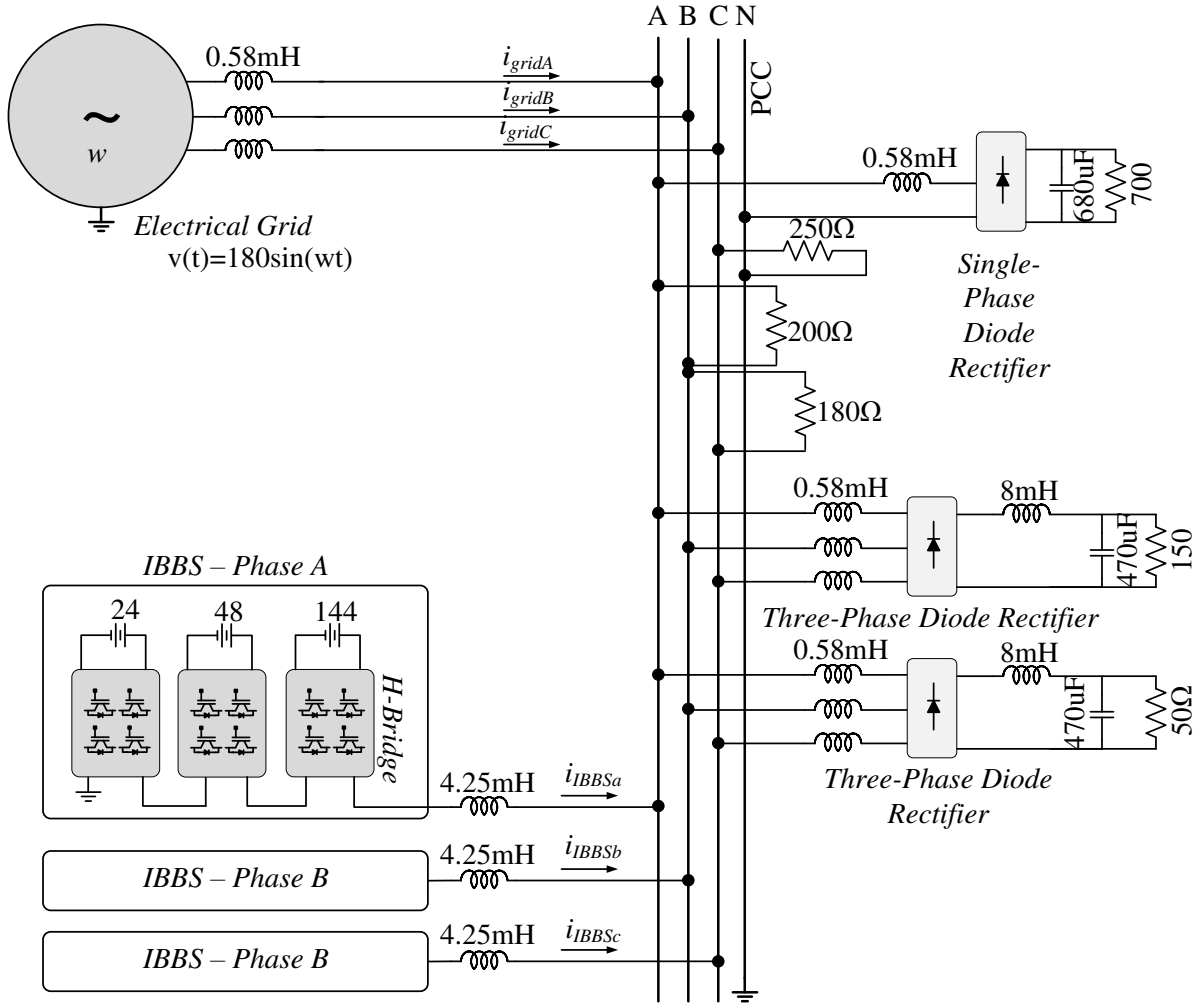 A B C N
0.58mH
i_gridA
i_gridB
i_gridC
PCC
~
w
Electrical Grid
v(t)=180sin(wt)
0.58mH
680uF
700
Single-
Phase
Diode
Rectifier
250Ω
200Ω
180Ω
0.58mH
8mH
470uF
150
Three-Phase Diode Rectifier
0.58mH
8mH
470uF
50Ω
Three-Phase Diode
Rectifier
IBBS – Phase A
24
48
144
H-Bridge
4.25mH
i_IBBSa
IBBS – Phase B
4.25mH
i_IBBSb
IBBS – Phase B
4.25mH
i_IBBSc